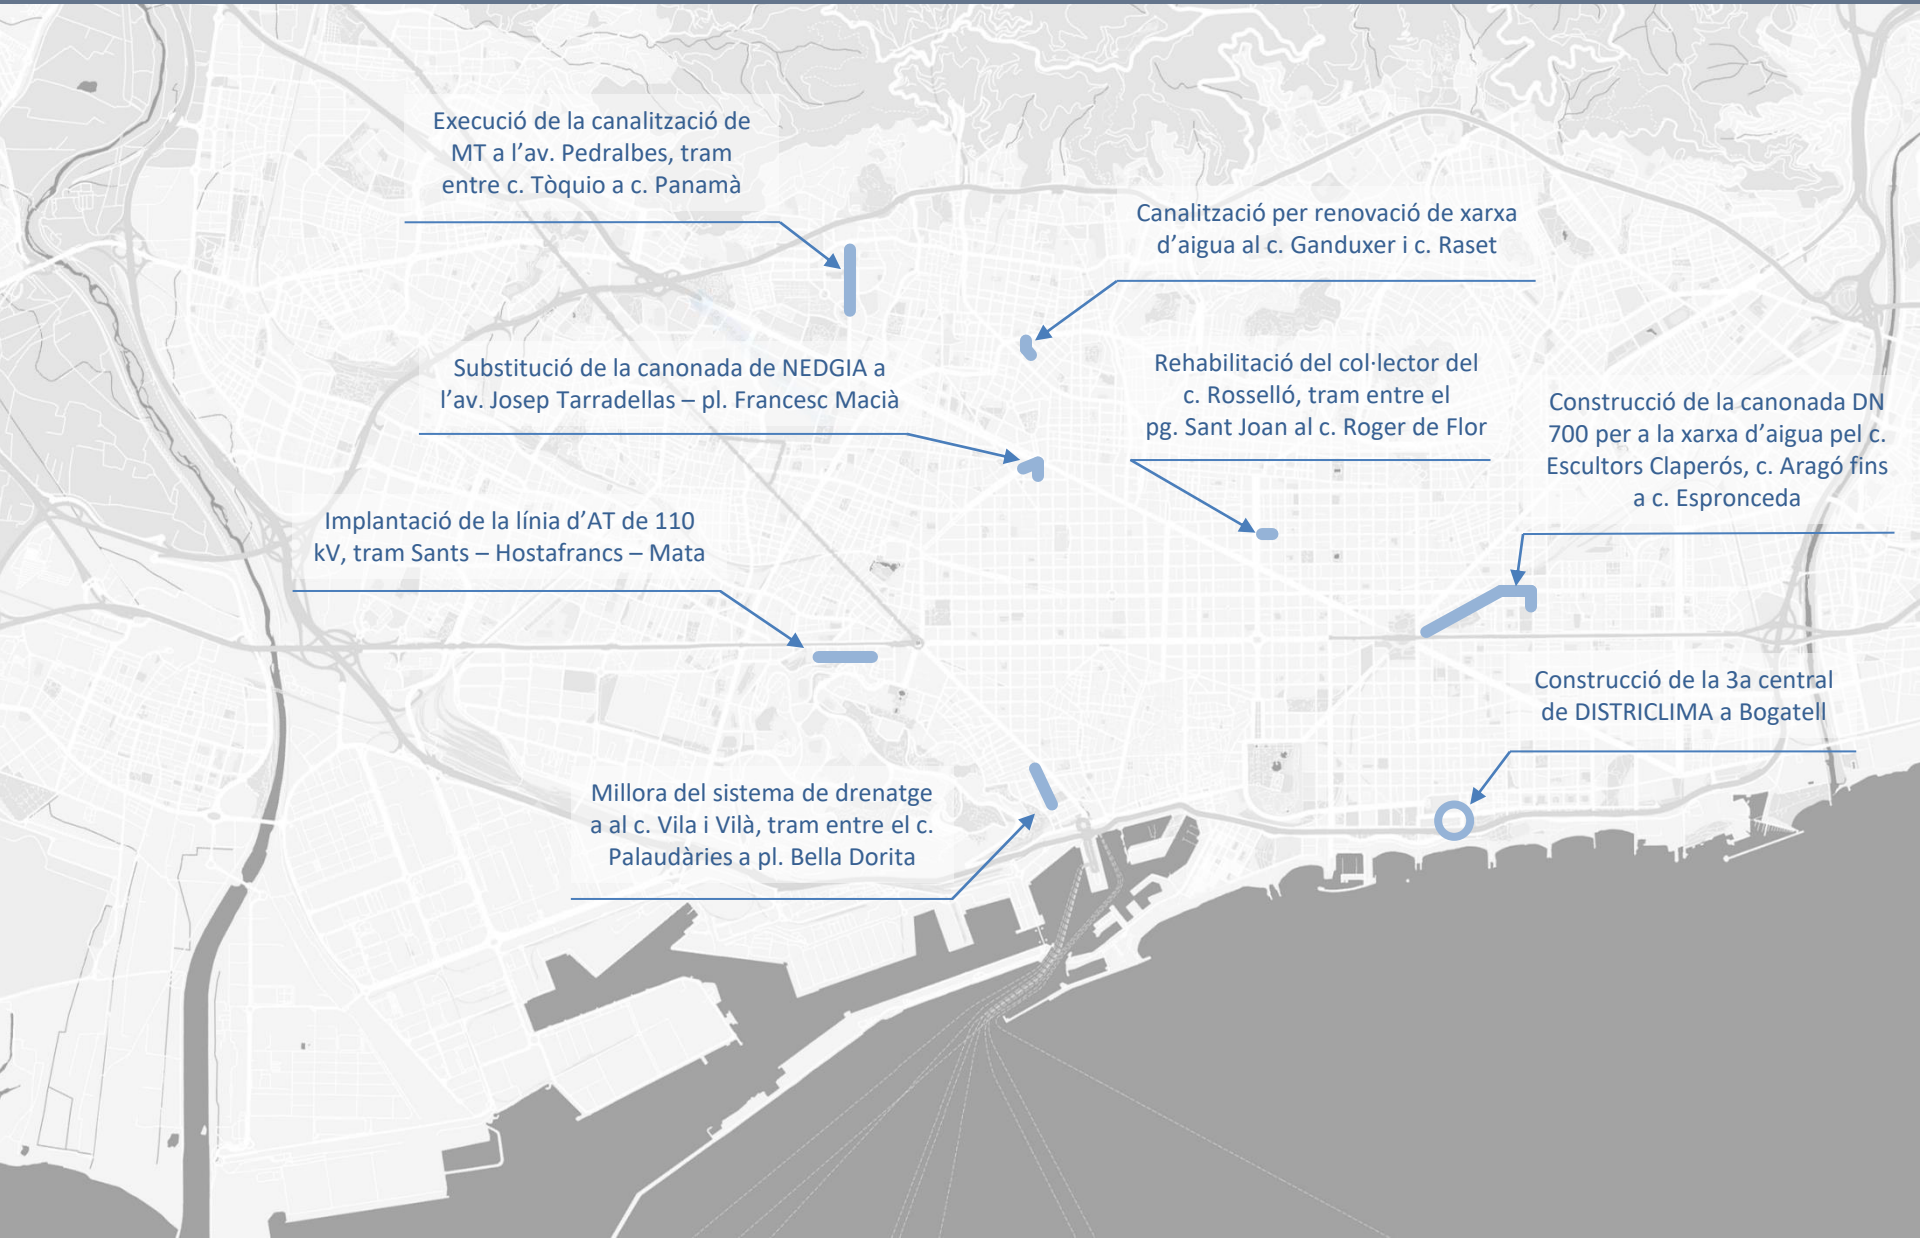 Execució de la canalització de
MT a l’av. Pedralbes, tram
entre c. Tòquio a c. Panamà
Canalització per renovació de xarxa
d’aigua al c. Ganduxer i c. Raset
Substitució de la canonada de NEDGIA a
l’av. Josep Tarradellas – pl. Francesc Macià
Rehabilitació del col·lector del
c. Rosselló, tram entre el
pg. Sant Joan al c. Roger de Flor
Construcció de la canonada DN
700 per a la xarxa d’aigua pel c.
Escultors Claperós, c. Aragó fins
a c. Espronceda
Implantació de la línia d’AT de 110
kV, tram Sants – Hostafrancs – Mata
Construcció de la 3a central
de DISTRICLIMA a Bogatell
Millora del sistema de drenatge
a al c. Vila i Vilà, tram entre el c.
Palaudàries a pl. Bella Dorita